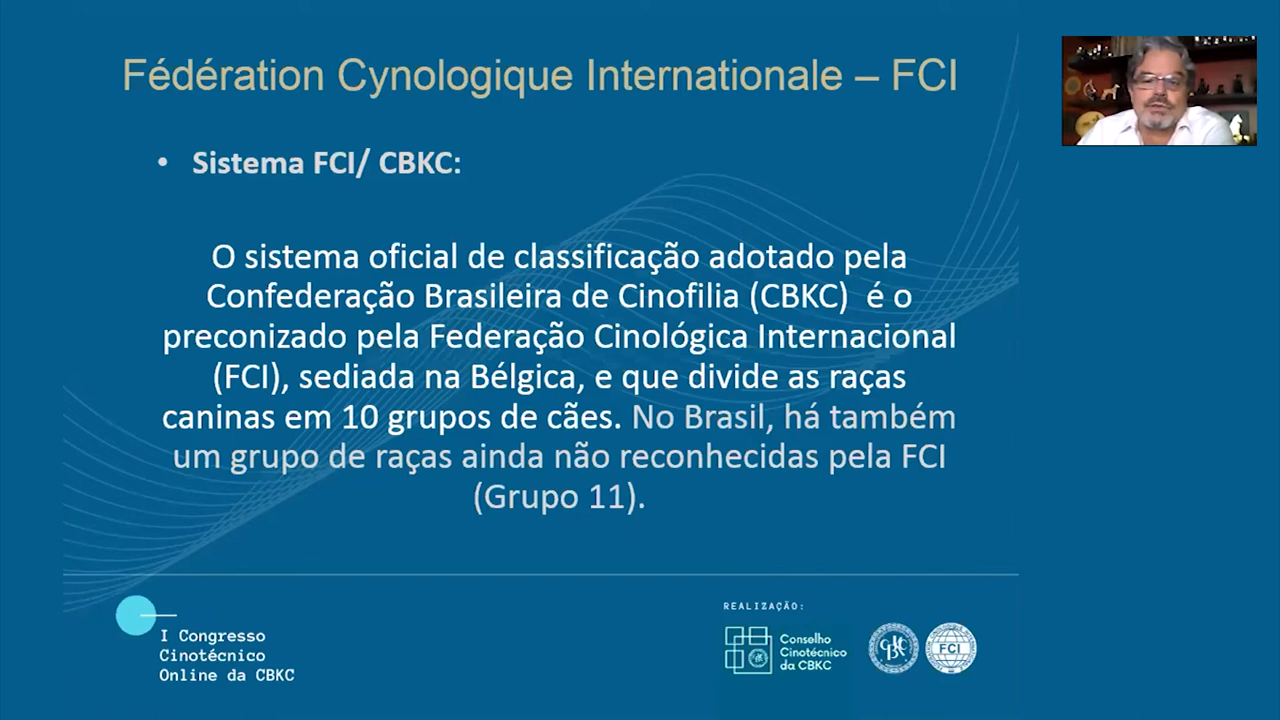 Fédération Cynologique Internationale – FCI
• Sistema FCI/ CBKC:
O sistema oficial de classificação adotado pela
Confederação Brasileira de Cinofilia (CBKC) é o
preconizado pela Federação Cinológica Internacional
(FCI), sediada na Bélgica, e que divide as raças
caninas em 10 grupos de cães. No Brasil, há também
um grupo de raças ainda não reconhecidas pela FCI
(Grupo 11).
I Congresso
Cinotécnico
Online da CBKC
REALIZAÇÃO:
Conselho
Cinotécnico
da CBKC
FCI